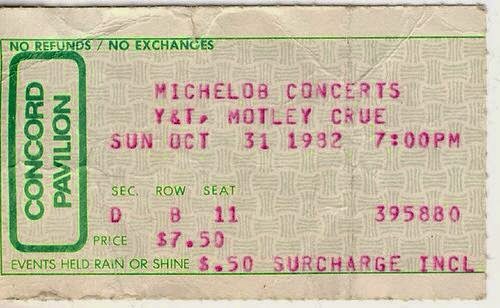 NO REFUNDS / NO EXCHANGES
CONCORD
PAVILION
MICHELOB CONCERTS
Y&T, MOTLEY CRUE
SUN OCT 31 1982 7:00PM
SEC. ROW SEAT
D B 11 395880
PRICE $7.50
EVENTS HELD RAIN OR SHINE $.50 SURCHARGE INCL